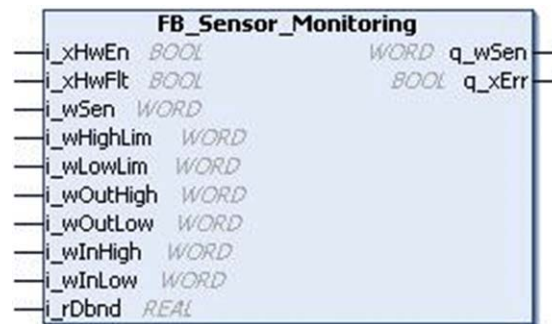 FB_Sensor_Monitoring
i_xHwEn BOOL WORD q_wSen
i_xHwFlt BOOL BOOL q_xErr
i_wSen WORD
i_wHighLim WORD
i_wLowLim WORD
i_wOutHigh WORD
i_wOutLow WORD
i_wInHigh WORD
i_wInLow WORD
i_rDbnd REAL